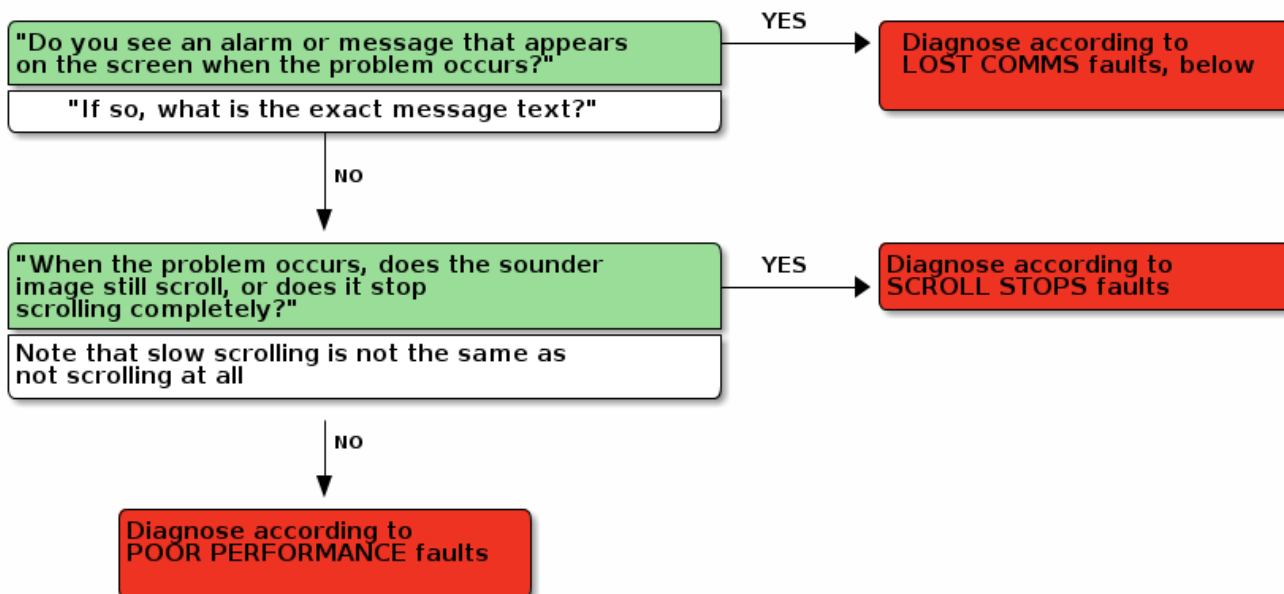 "Do you see an alarm or message that appears
on the screen when the problem occurs?"
"If so, what is the exact message text?"
YES
Diagnose according to
LOST COMMS faults, below
NO
"When the problem occurs, does the sounder
image still scroll, or does it stop
scrolling completely?"
Note that slow scrolling is not the same as
not scrolling at all
YES
Diagnose according to
SCROLL STOPS faults
NO
Diagnose according to
POOR PERFORMANCE faults